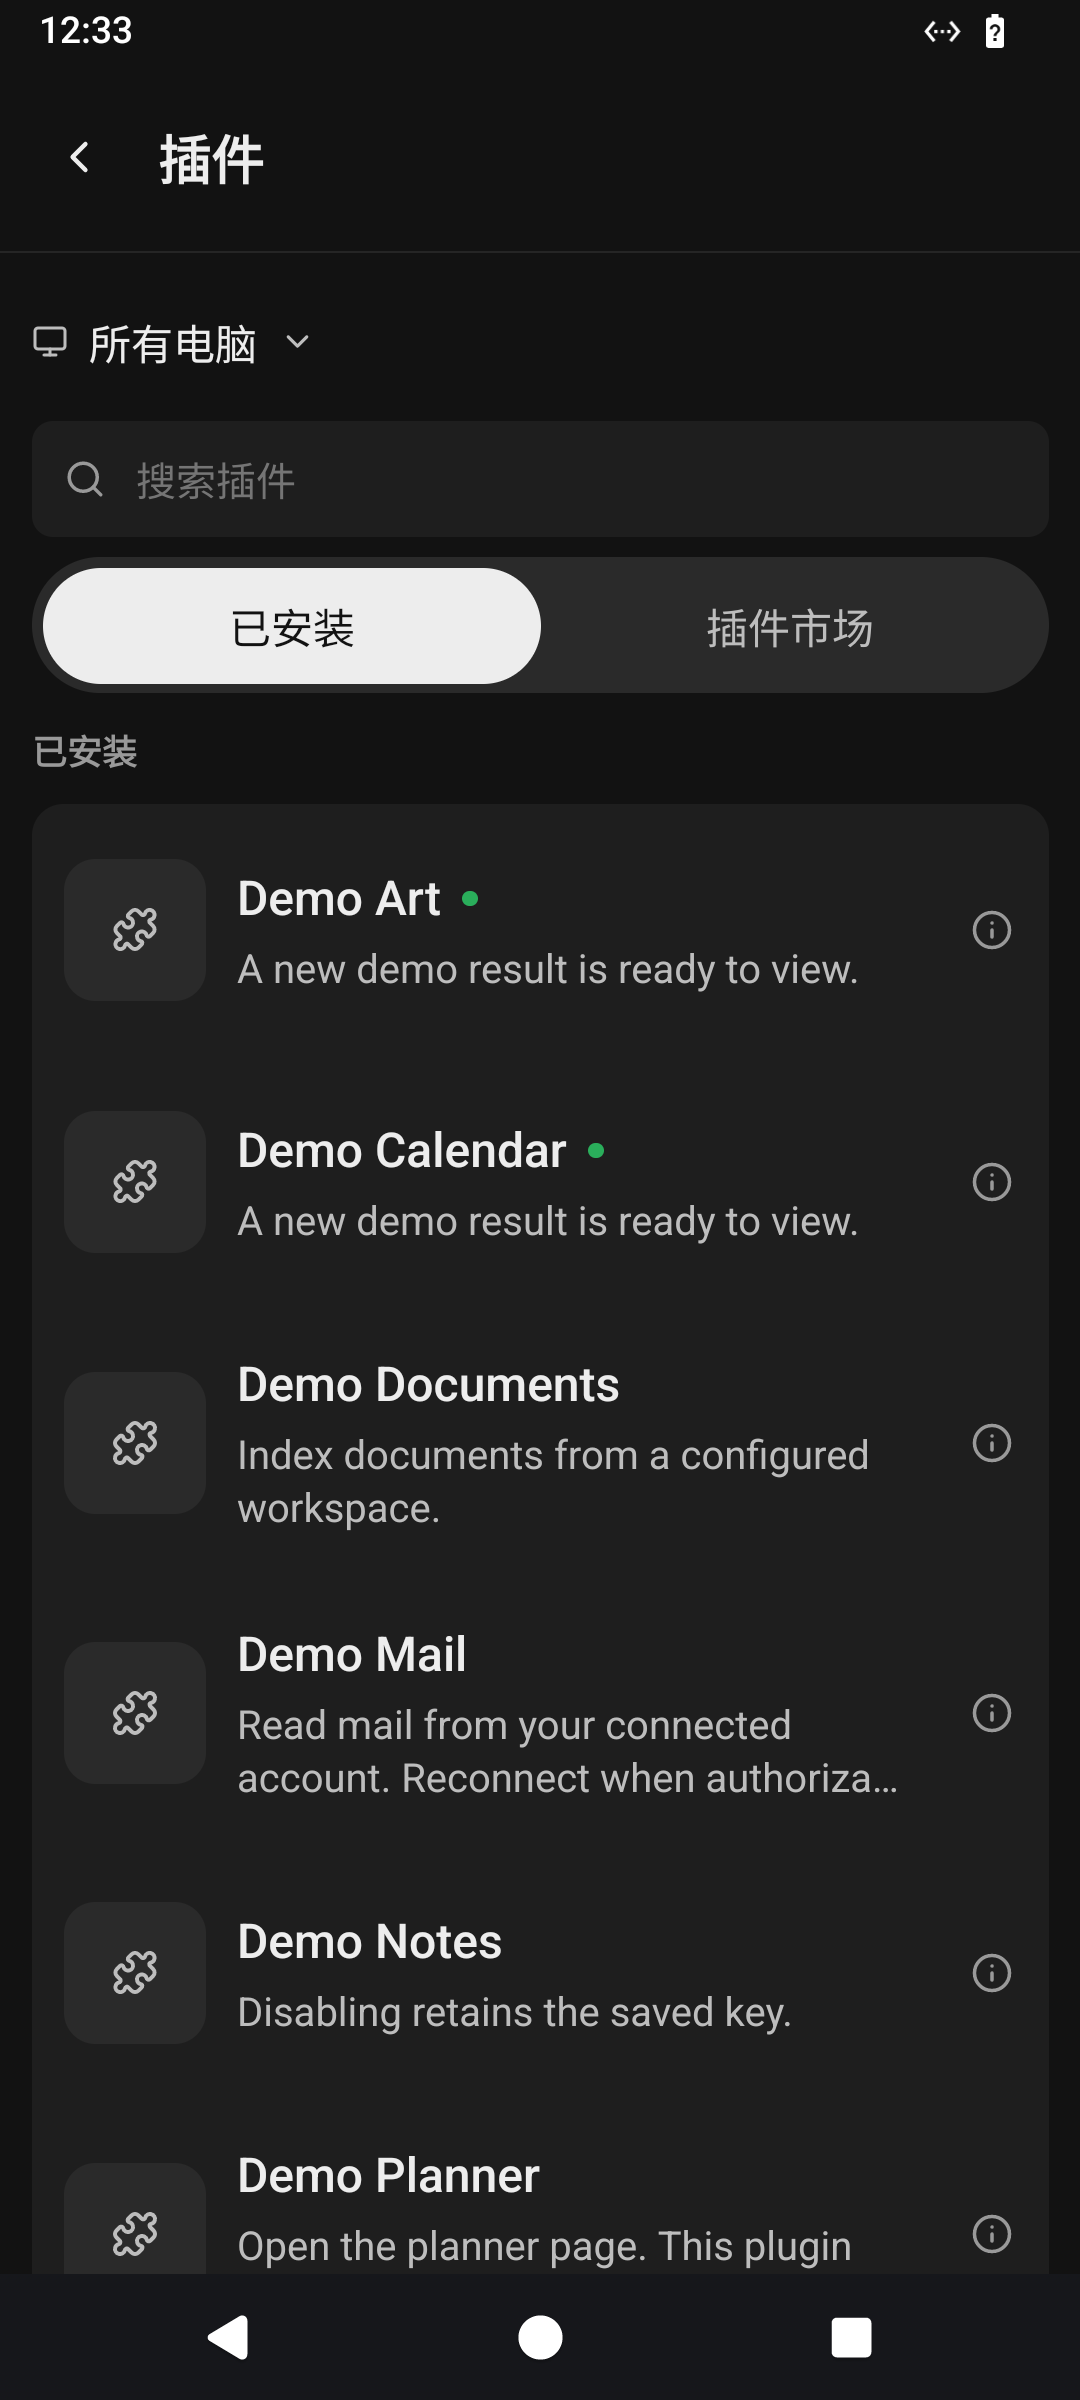 12:33
插件
所有电脑
搜索插件
已安装
插件市场
已安装
Demo Art
A new demo result is ready to view.
Demo Calendar
A new demo result is ready to view.
Demo Documents
Index documents from a configured
workspace.
Demo Mail
Read mail from your connected
account. Reconnect when authoriza…
Demo Notes
Disabling retains the saved key.
Demo Planner
Open the planner page. This plugin